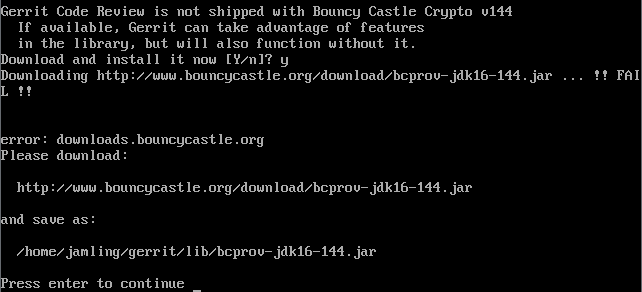 Gerrit Code Review is not shipped with Bouncy Castle Crypto v144
If available, Gerrit can take advantage of features
in the library, but will also function without it.
Download and install it now [Y/n]? y
Downloading http://www.bouncycastle.org/download/bcprov-jdk16-144.jar ... !! FAI
L !!
error: downloads.bouncycastle.org
Please download:
http://www.bouncycastle.org/download/bcprov-jdk16-144.jar
and save as:
/home/jamling/gerrit/lib/bcprov-jdk16-144.jar
Press enter to continue _